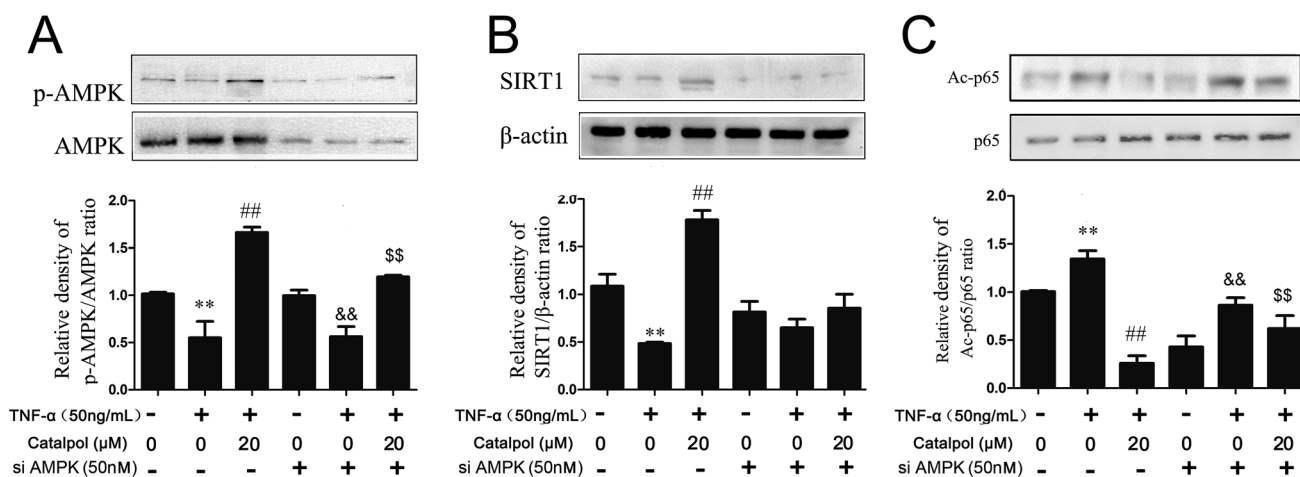 A
p-AMPK
AMPK
Relative density of
p-AMPK/AMPK ratio
2.0
1.5
1.0
0.5
0.0
**
##
&&
$$
TNF-α（50ng/mL） - + + - + +
Catalpol (μM) 0 0 20 0 0 20
si AMPK (50nM) - - - + + +
B
SIRT1
β-actin
Relative density of
SIRT1/β-actin ratio
2.0
1.5
1.0
0.5
0.0
**
##
TNF-α（50ng/mL） - + + - + +
Catalpol (μM) 0 0 20 0 0 20
si AMPK (50nM) - - - + + +
C
Ac-p65
p65
Relative density of
Ac-p65/p65 ratio
2.0
1.5
1.0
0.5
0.0
**
##
&&
$$
TNF-α（50ng/mL） - + + - + +
Catalpol (μM) 0 0 20 0 0 20
si AMPK (50nM) - - - + + +